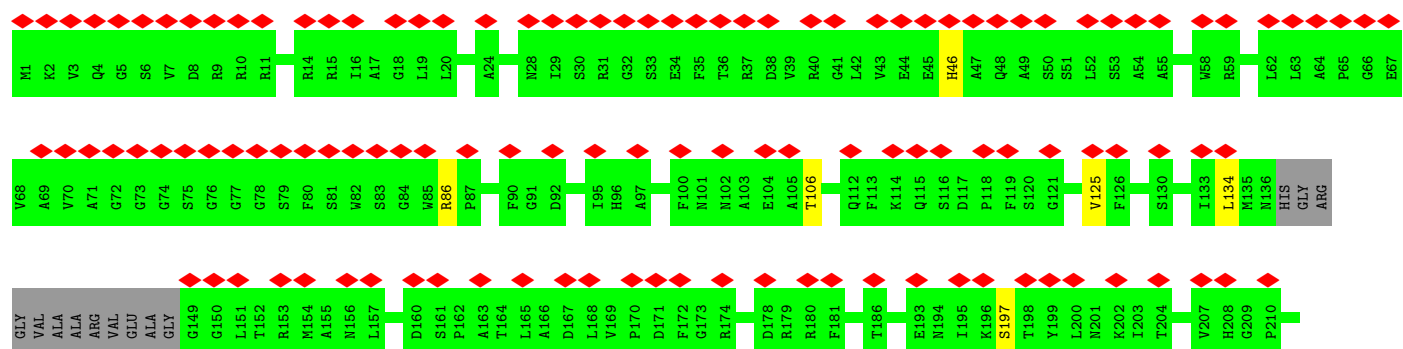 M1 K2 V3 Q4 G5 S6 V7 D8 R9 R10 R11 R14 R15 I16 A17 G18 L19 L20 A24 N28 I29 S30 R31 G32 S33 E34 F35 T36 R37 D38 V39 R40 G41 L42 V43 E44 E45 H46 A47 Q48 A49 S50 S51 L52 S53 A54 A55 W58 R59 L62 L63 A64 P65 G66 E67
V68 A69 V70 A71 G72 G73 G74 S75 G76 G77 G78 S79 F80 S81 W82 S83 G84 W85 R86 P87 F90 G91 D92 I95 H96 A97 F100 N101 N102 A103 E104 A105 T106 Q112 F113 K114 Q115 S116 D117 P118 F119 S120 G121 V125 F126 S130 I133 L134 M135 N136 HIS GLY ARG
GLY VAL ALA ALA ARG VAL GLU ALA GLY G149 G150 L151 T152 R153 M154 A155 N156 L157 D160 S161 P162 A163 T164 L165 A166 D167 L168 V169 P170 D171 F172 G173 R174 D178 R179 R180 F181 T186 E193 N194 I195 K196 S197 T198 Y199 L200 N201 K202 I203 T204 V207 H208 G209 P210